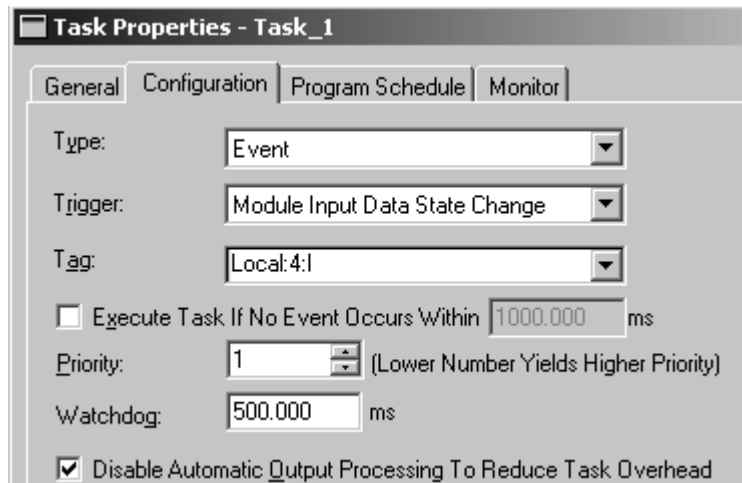 Task Properties - Task_1
General Configuration Program Schedule Monitor
Type: Event
Trigger: Module Input Data State Change
Tag: Local:4:I
Execute Task If No Event Occurs Within 1000.000 ms
Priority: 1 (Lower Number Yields Higher Priority)
Watchdog: 500.000 ms
Disable Automatic Output Processing To Reduce Task Overhead